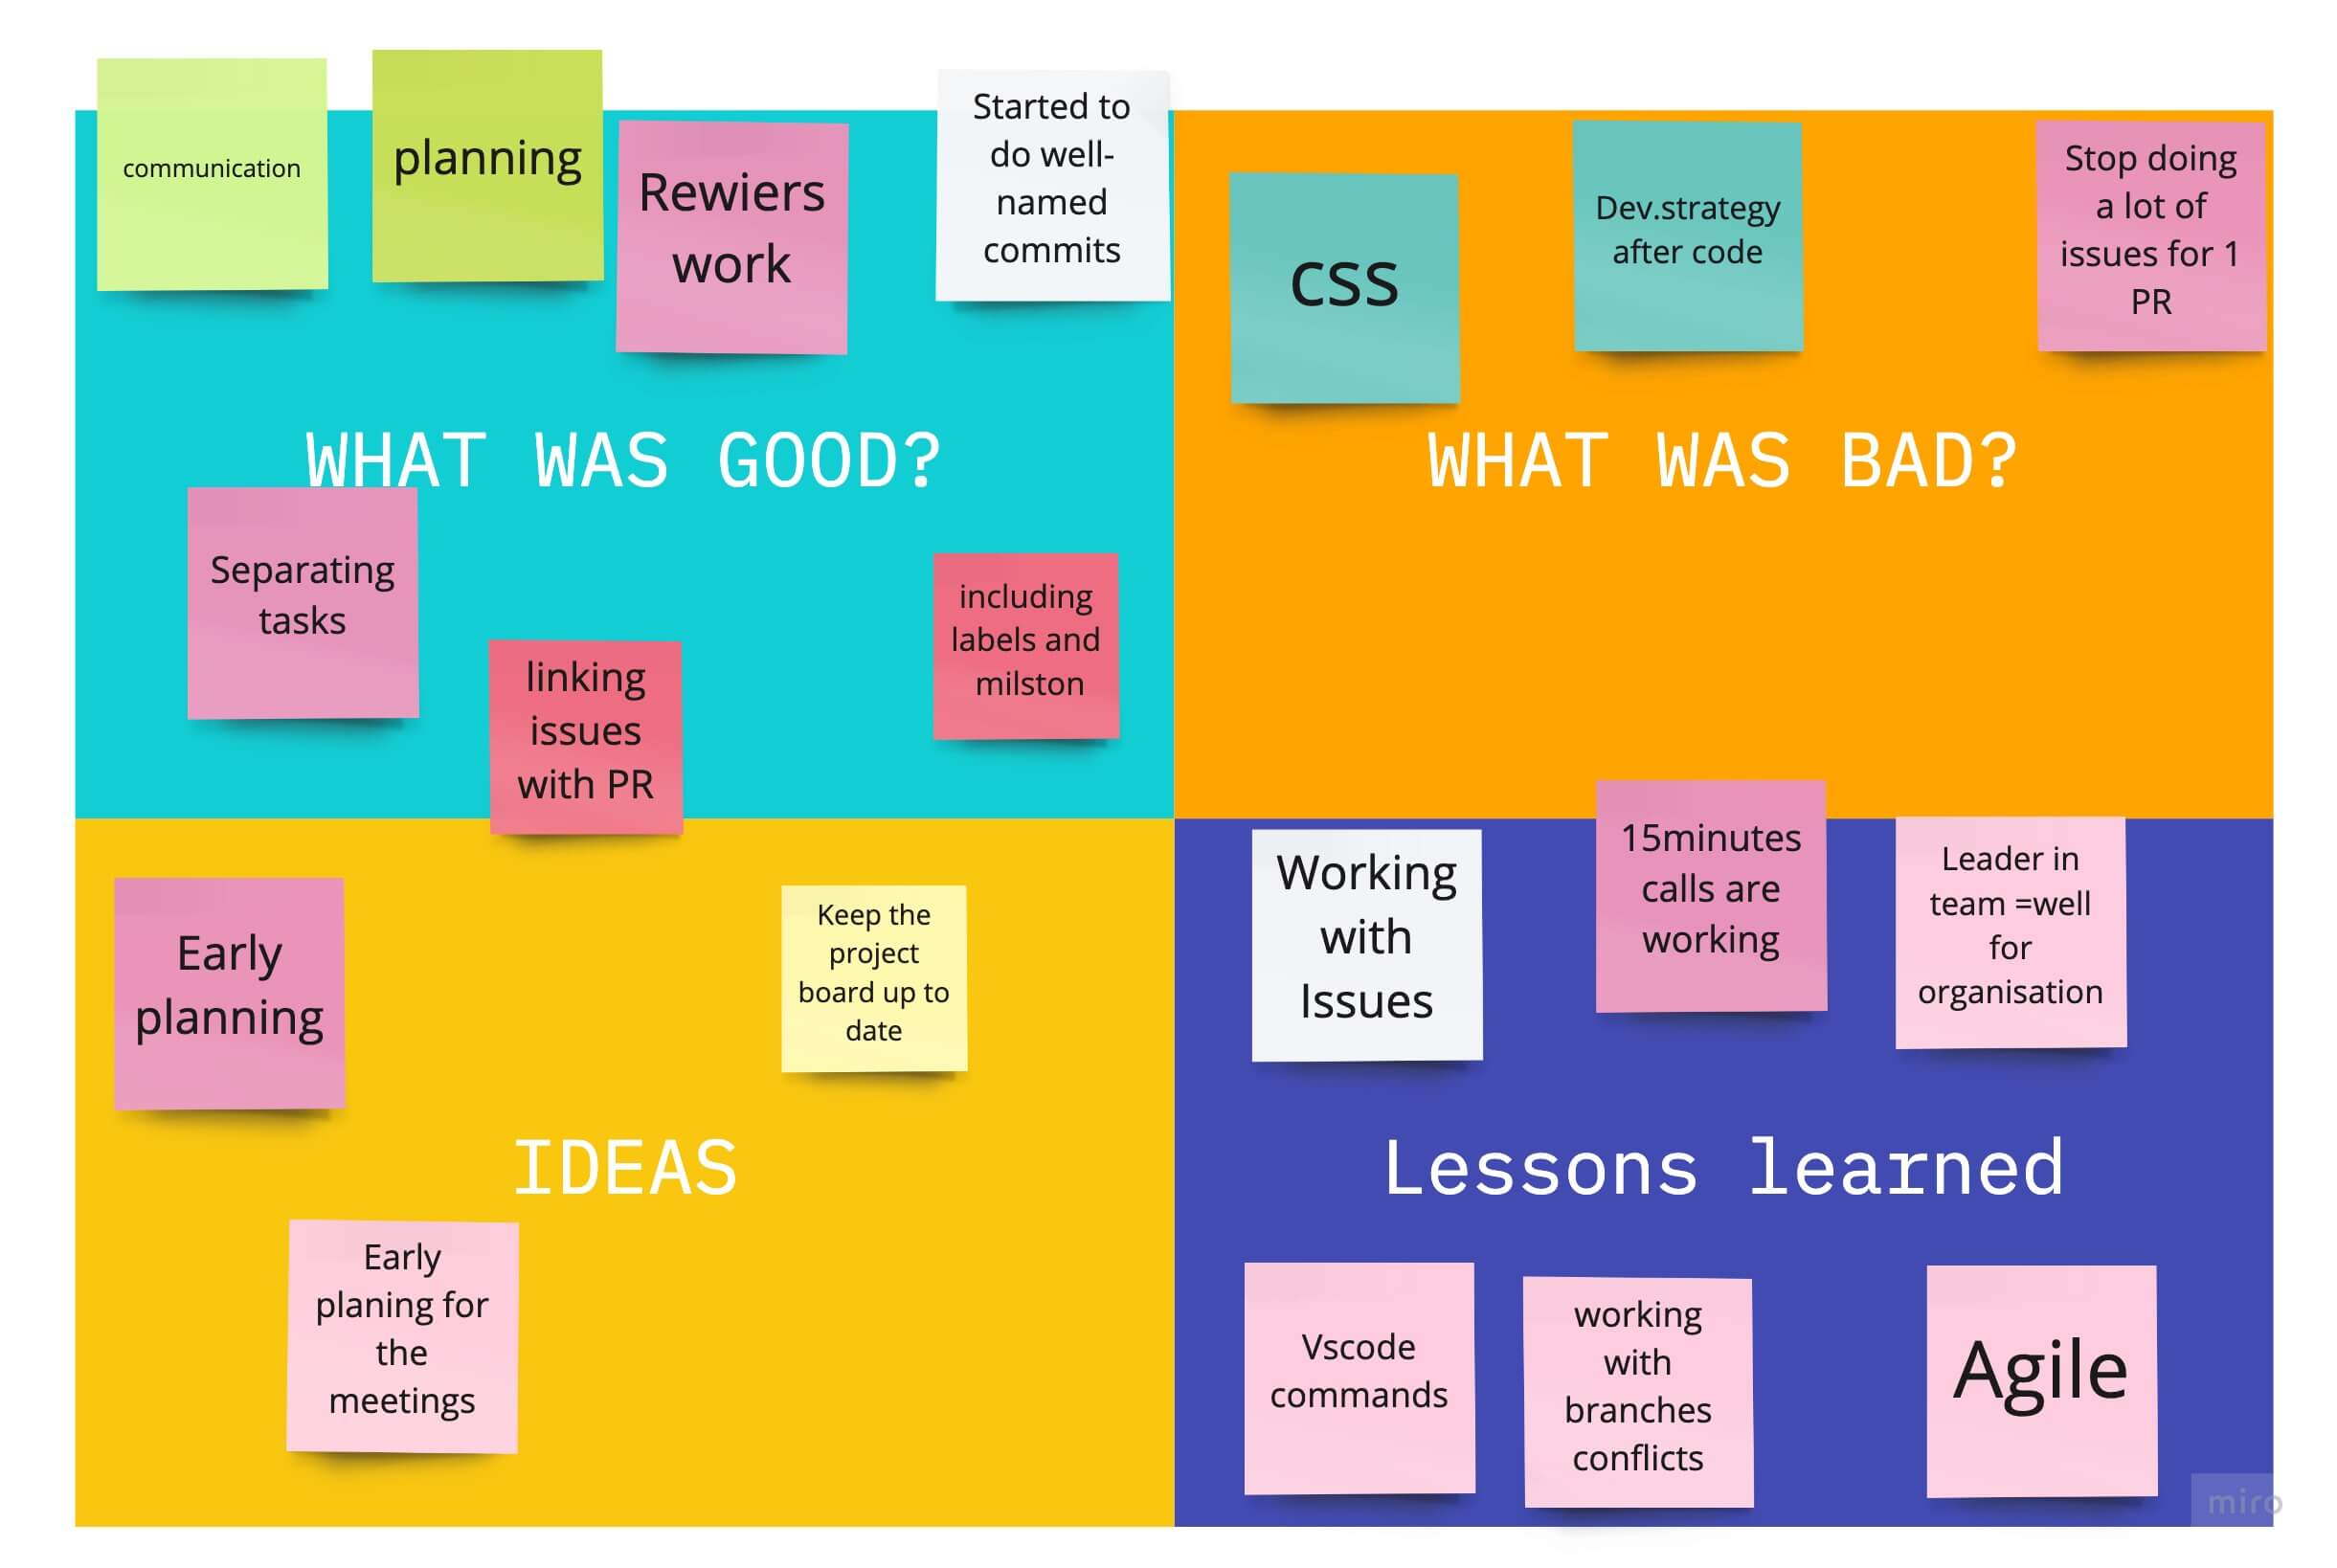 communication
planning
Rewiers
work
Started to
do well-
named
commits
WHAT WAS GOOD?
Separating
tasks
linking
issues
with PR
including
labels and
milston
css
Dev.strategy
after code
Stop doing
a lot of
issues for 1
PR
WHAT WAS BAD?
Early
planning
Keep the
project
board up to
date
IDEAS
Early
planing for
the
meetings
Working
with
Issues
15minutes
calls are
working
Leader in
team =well
for
organisation
Lessons learned
Vscode
commands
working
with
branches
conflicts
Agile
miro